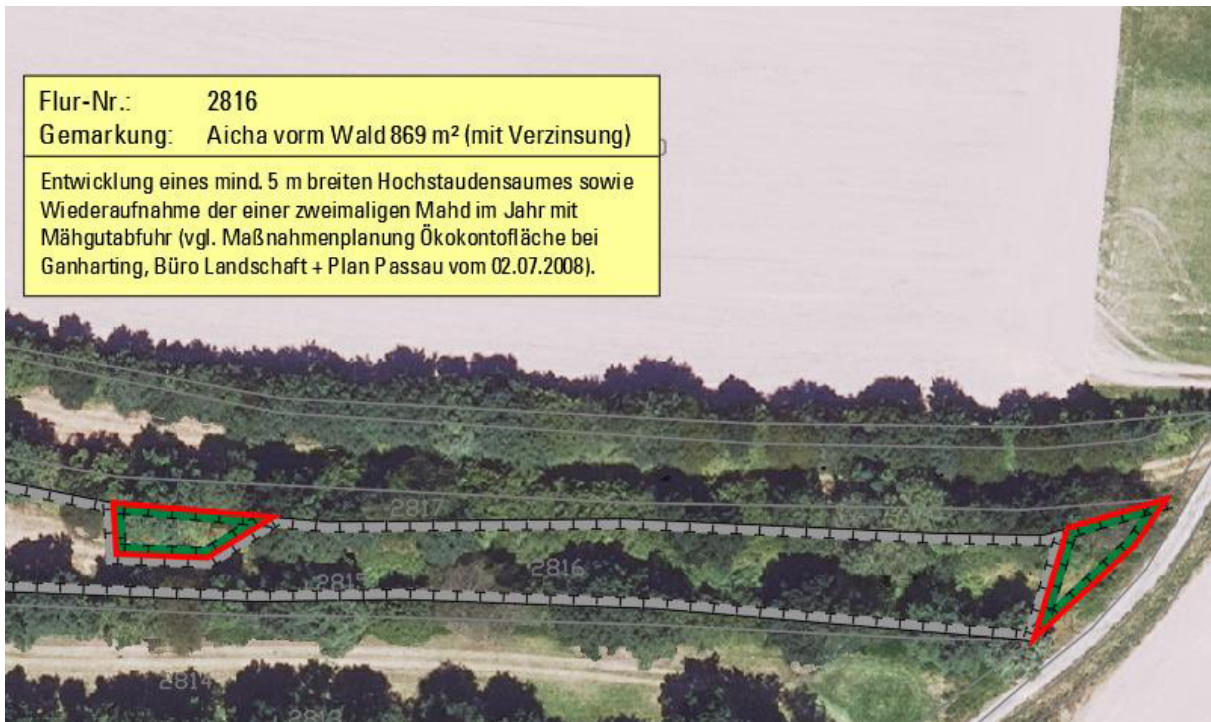 Flur-Nr.: 2816
Gemarkung: Aicha vorm Wald 869 m² (mit Verzinsung)
Entwicklung eines mind. 5 m breiten Hochstaudensaumes sowie
Wiederaufnahme der einer zweimaligen Mahd im Jahr mit
Mähgutabfuhr (vgl. Maßnahmenplanung Ökokontofläche bei
Ganharting, Büro Landschaft + Plan Passau vom 02.07.2008).
2817
2816
2815
2814
2813